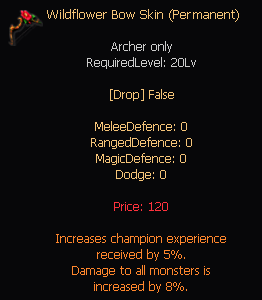 Wildflower Bow Skin (Permanent)
Archer only
RequiredLevel: 20Lv
[Drop] False
MeleeDefence: 0
RangedDefence: 0
MagicDefence: 0
Dodge: 0
Price: 120
Increases champion experience
received by 5%.
Damage to all monsters is
increased by 8%.